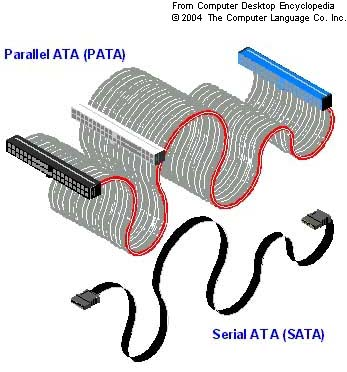 From Computer Desktop Encyclopedia
© 2004 The Computer Language Co. Inc.
Parallel ATA (PATA)
Serial ATA (SATA)